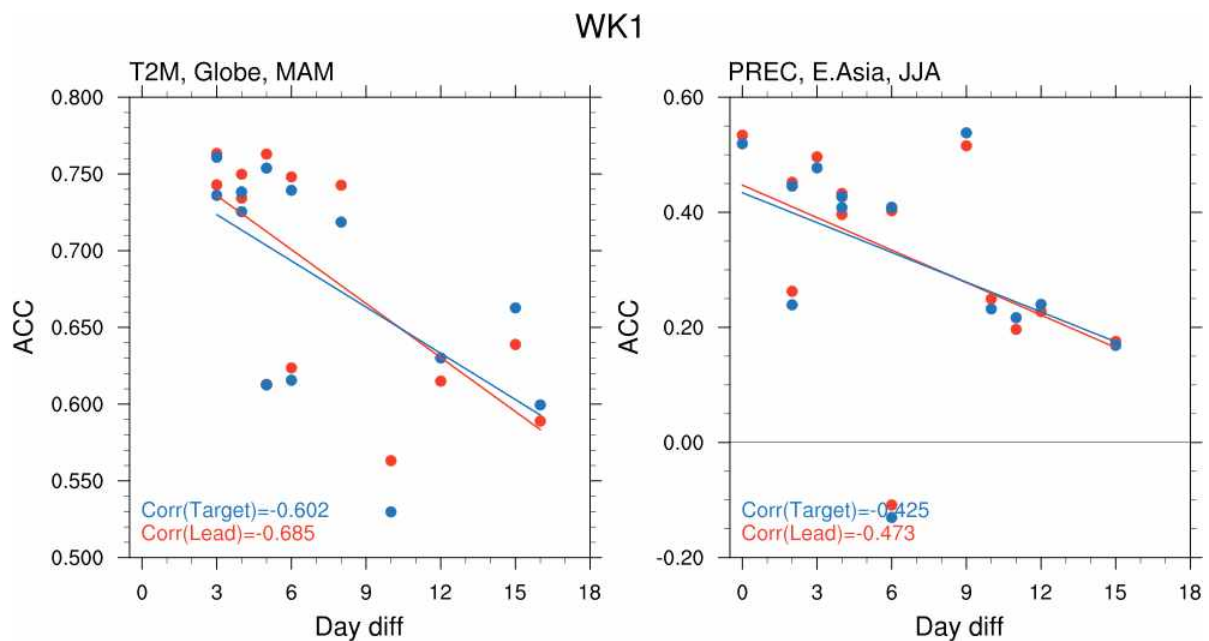 WK1
T2M, Globe, MAM
0.800
0.750
0.700
0.650
0.600
0.550
0.500
ACC
Corr(Target)=-0.602
Corr(Lead)=-0.685
0 3 6 9 12 15 18
Day diff
PREC, E.Asia, JJA
0.60
0.40
0.20
0.00
-0.20
ACC
Corr(Target)=-0.425
Corr(Lead)=-0.473
0 3 6 9 12 15 18
Day diff